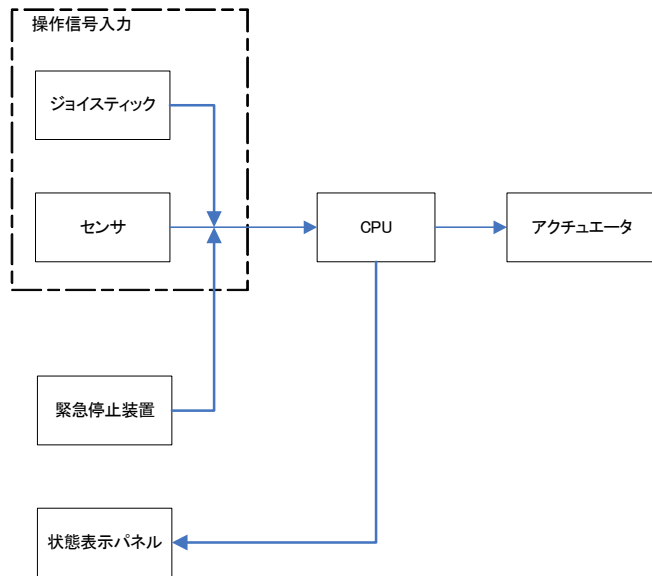 操作信号入力
ジョイスティック
センサ
CPU
アクチュエータ
緊急停止装置
状態表示パネル